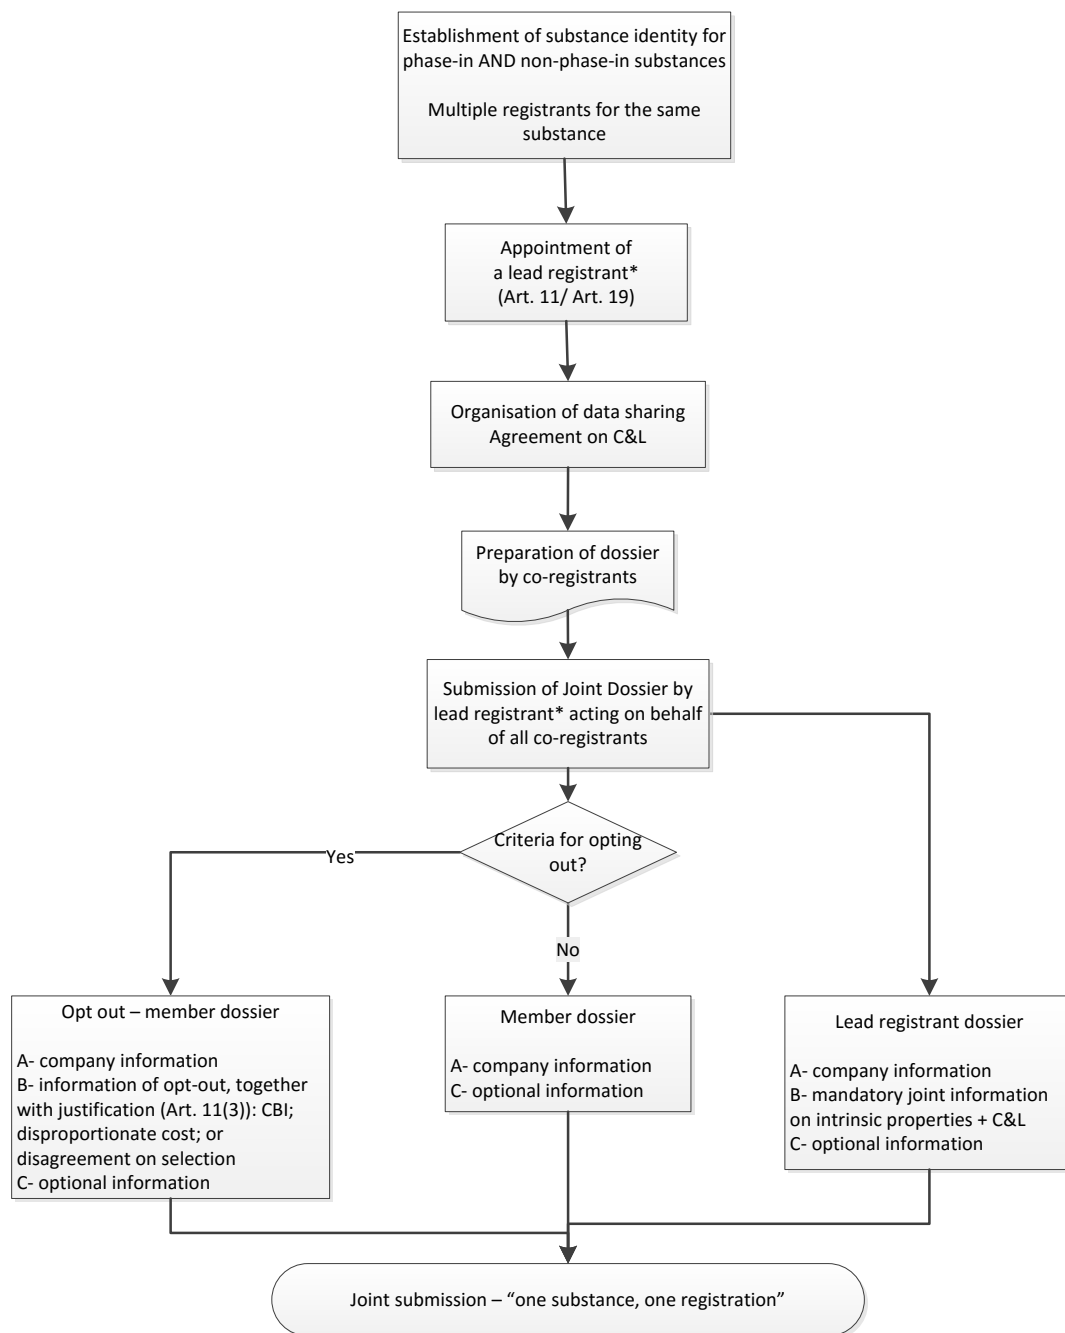 Establishment of substance identity for
phase-in AND non-phase-in substances
Multiple registrants for the same
substance
Appointment of
a lead registrant*
(Art. 11/ Art. 19)
Organisation of data sharing
Agreement on C&L
Preparation of dossier
by co-registrants
Submission of Joint Dossier by
lead registrant* acting on behalf
of all co-registrants
Criteria for opting
out?
Yes
No
Opt out – member dossier
A- company information
B- information of opt-out, together
with justification (Art. 11(3)): CBI;
disproportionate cost; or
disagreement on selection
C- optional information
Member dossier
A- company information
C- optional information
Lead registrant dossier
A- company information
B- mandatory joint information
on intrinsic properties + C&L
C- optional information
Joint submission – “one substance, one registration”